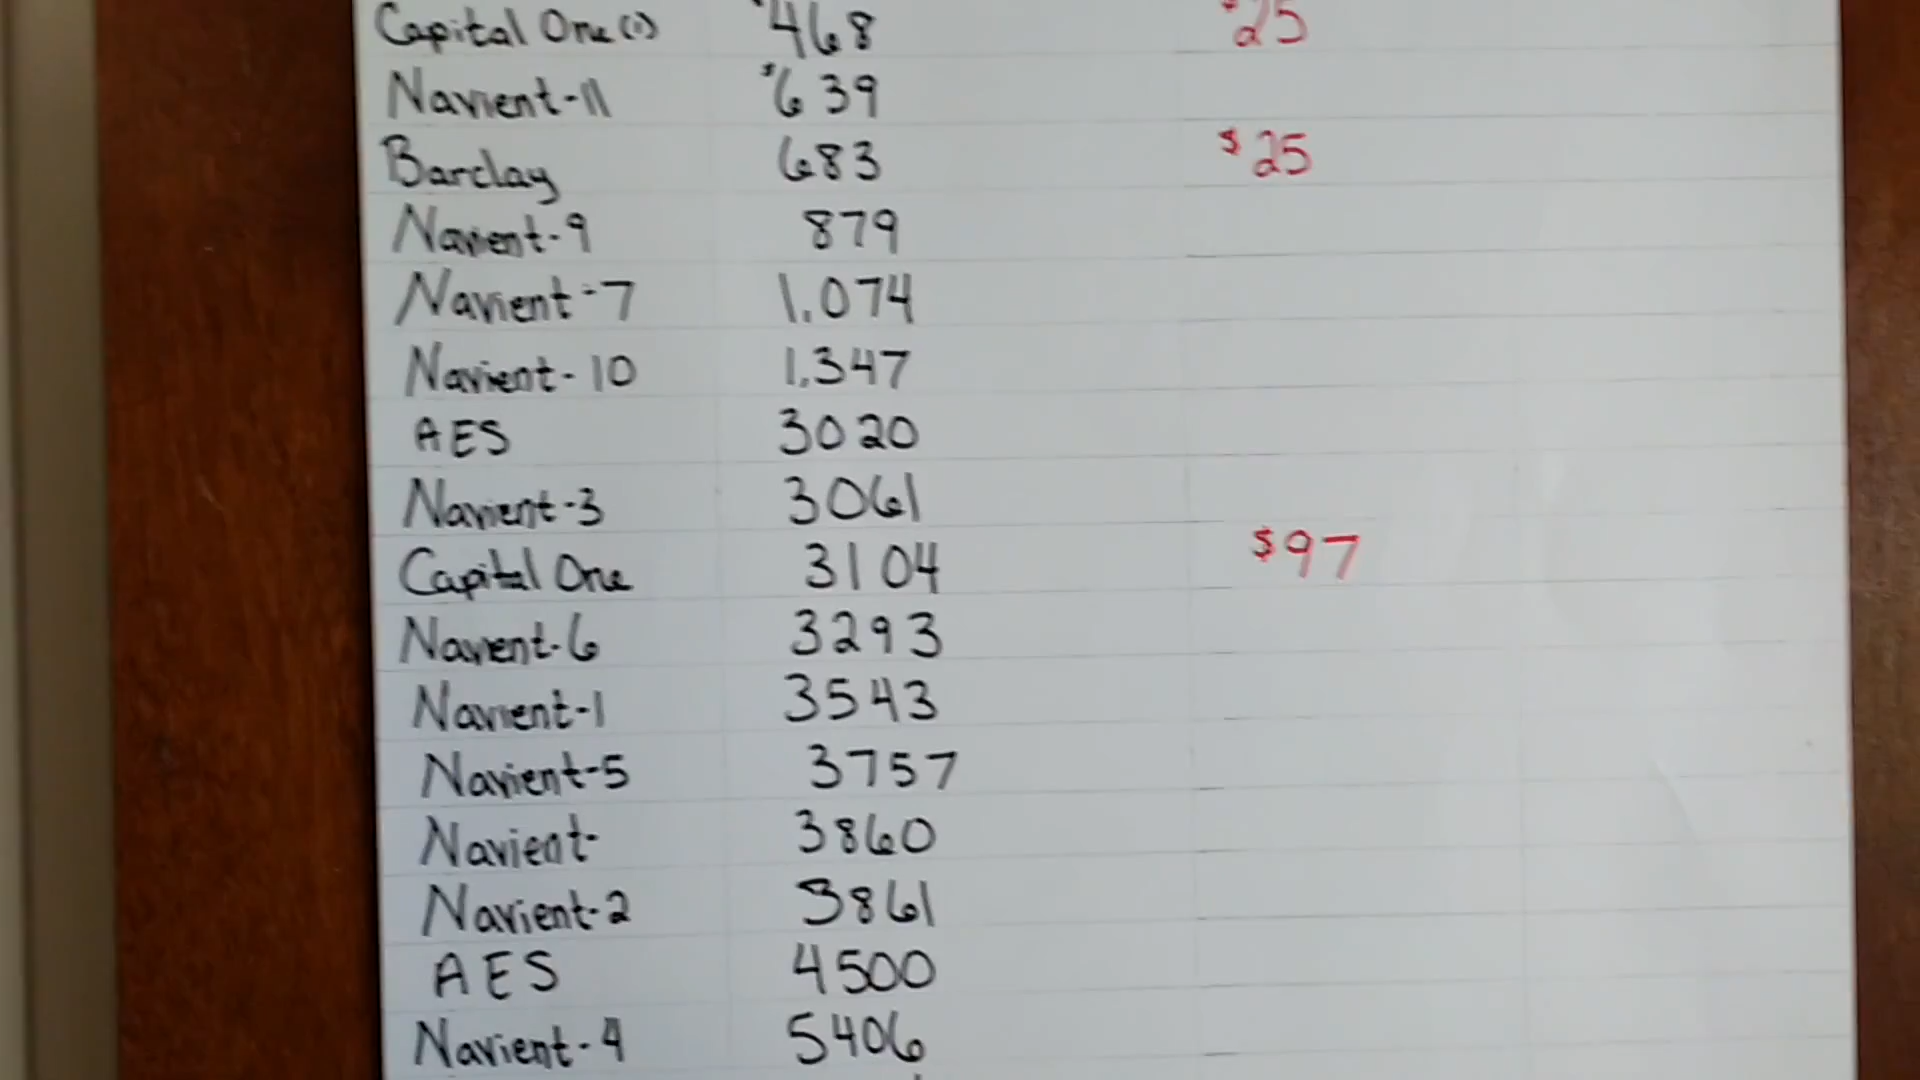 Capital One (1) $468 $25
Navient-11 $639
Barclay 683 $25
Navient-9 879
Navient-7 1,074
Navient-10 1,347
AES 3020
Navient-3 3061
Capital One 3104 $97
Navient-6 3293
Navient-1 3543
Navient-5 3757
Navient- 3860
Navient-2 3861
AES 4500
Navient-4 5406